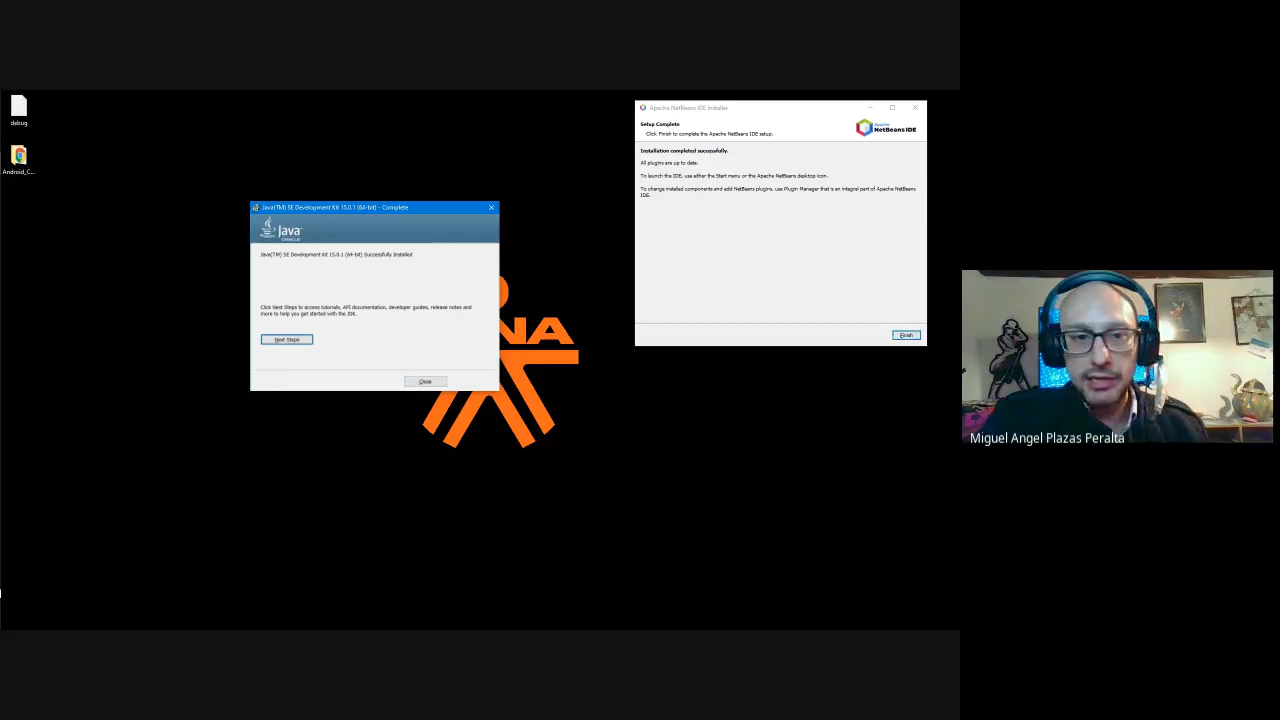 debug
Android_C...
Java(TM) SE Development Kit 15.0.1 (64-bit) - Complete
Java
ORACLE
Java(TM) SE Development Kit 15.0.1 (64-bit) Successfully Installed
Click Next Steps to access tutorials, API documentation, developer guides, release notes and
more to help you get started with the JDK.
Next Steps
Close
NA
Apache NetBeans IDE Installer
Setup Complete
Click Finish to complete the Apache NetBeans IDE setup.
Apache
NetBeans IDE
Installation completed successfully.
All plugins are up to date.
To launch the IDE, use either the Start menu or the Apache NetBeans desktop icon.
To change installed components and add NetBeans plugins, use Plugin Manager that is an integral part of Apache NetBeans
IDE.
Finish
Miguel Angel Plazas Peralta